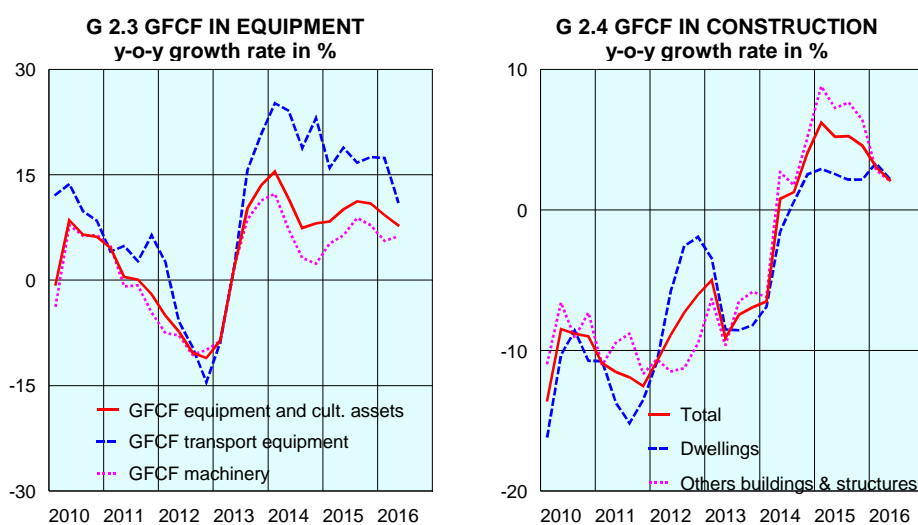 G 2.3 GFCF IN EQUIPMENT
y-o-y growth rate in %
30
15
0
-15
-30
GFCF equipment and cult. assets
GFCF transport equipment
GFCF machinery
2010 2011 2012 2013 2014 2015 2016
G 2.4 GFCF IN CONSTRUCTION
y-o-y growth rate in %
10
0
-10
-20
Total
Dwellings
Others buildings & structures
2010 2011 2012 2013 2014 2015 2016